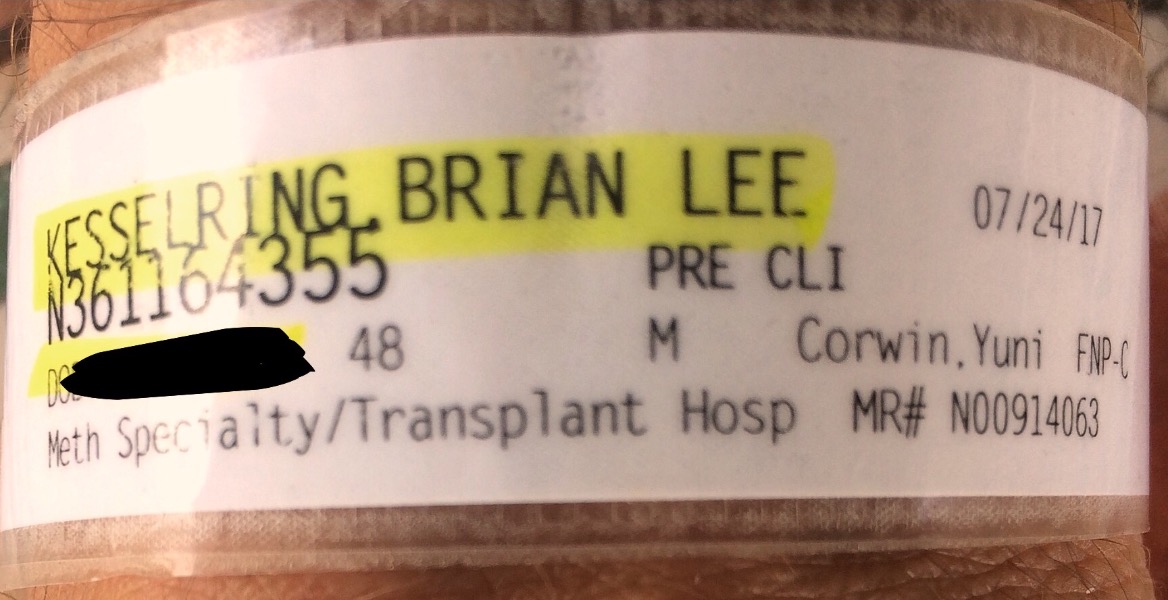 KESSELRING,BRIAN LEE 07/24/17
N361164355 PRE CLI
48 M Corwin,Yuni FNP-C
Meth Specialty/Transplant Hosp MR# N00914063